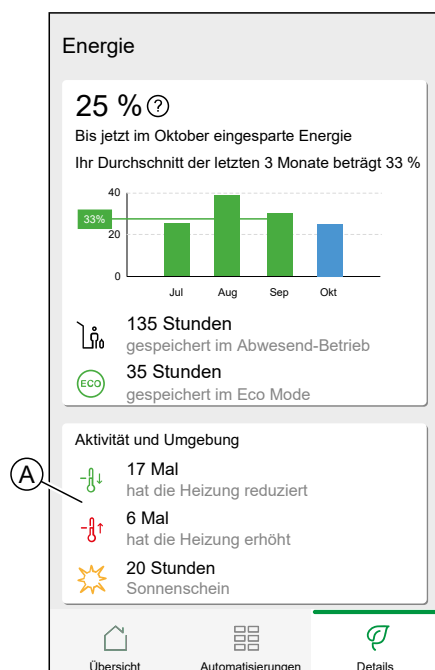 Energie
25 % ?
Bis jetzt im Oktober eingesparte Energie
Ihr Durchschnitt der letzten 3 Monate beträgt 33 %
40
33%
20
0
Jul Aug Sep Okt
135 Stunden
gespeichert im Abwesend-Betrieb
ECO
35 Stunden
gespeichert im Eco Mode
Aktivität und Umgebung
A
17 Mal
hat die Heizung reduziert
6 Mal
hat die Heizung erhöht
20 Stunden
Sonnenschein
Übersicht Automatisierungen Details